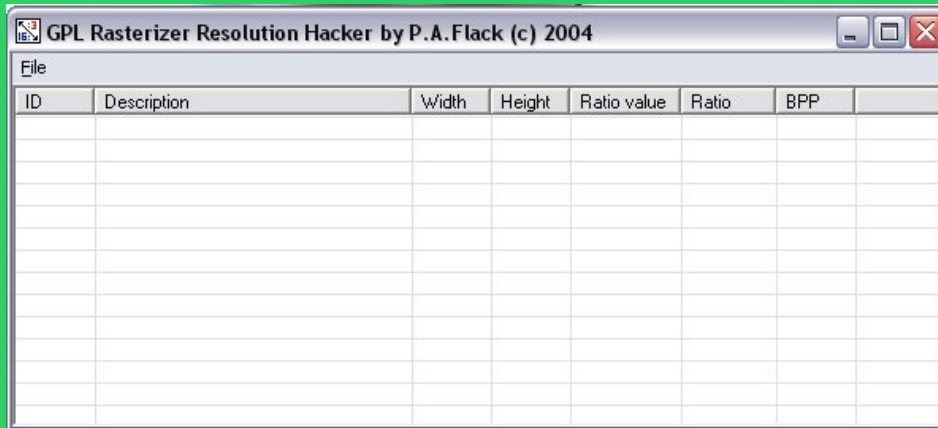 GPL Rasterizer Resolution Hacker by P.A.Flack (c) 2004
File
ID Description Width Height Ratio value Ratio BPP